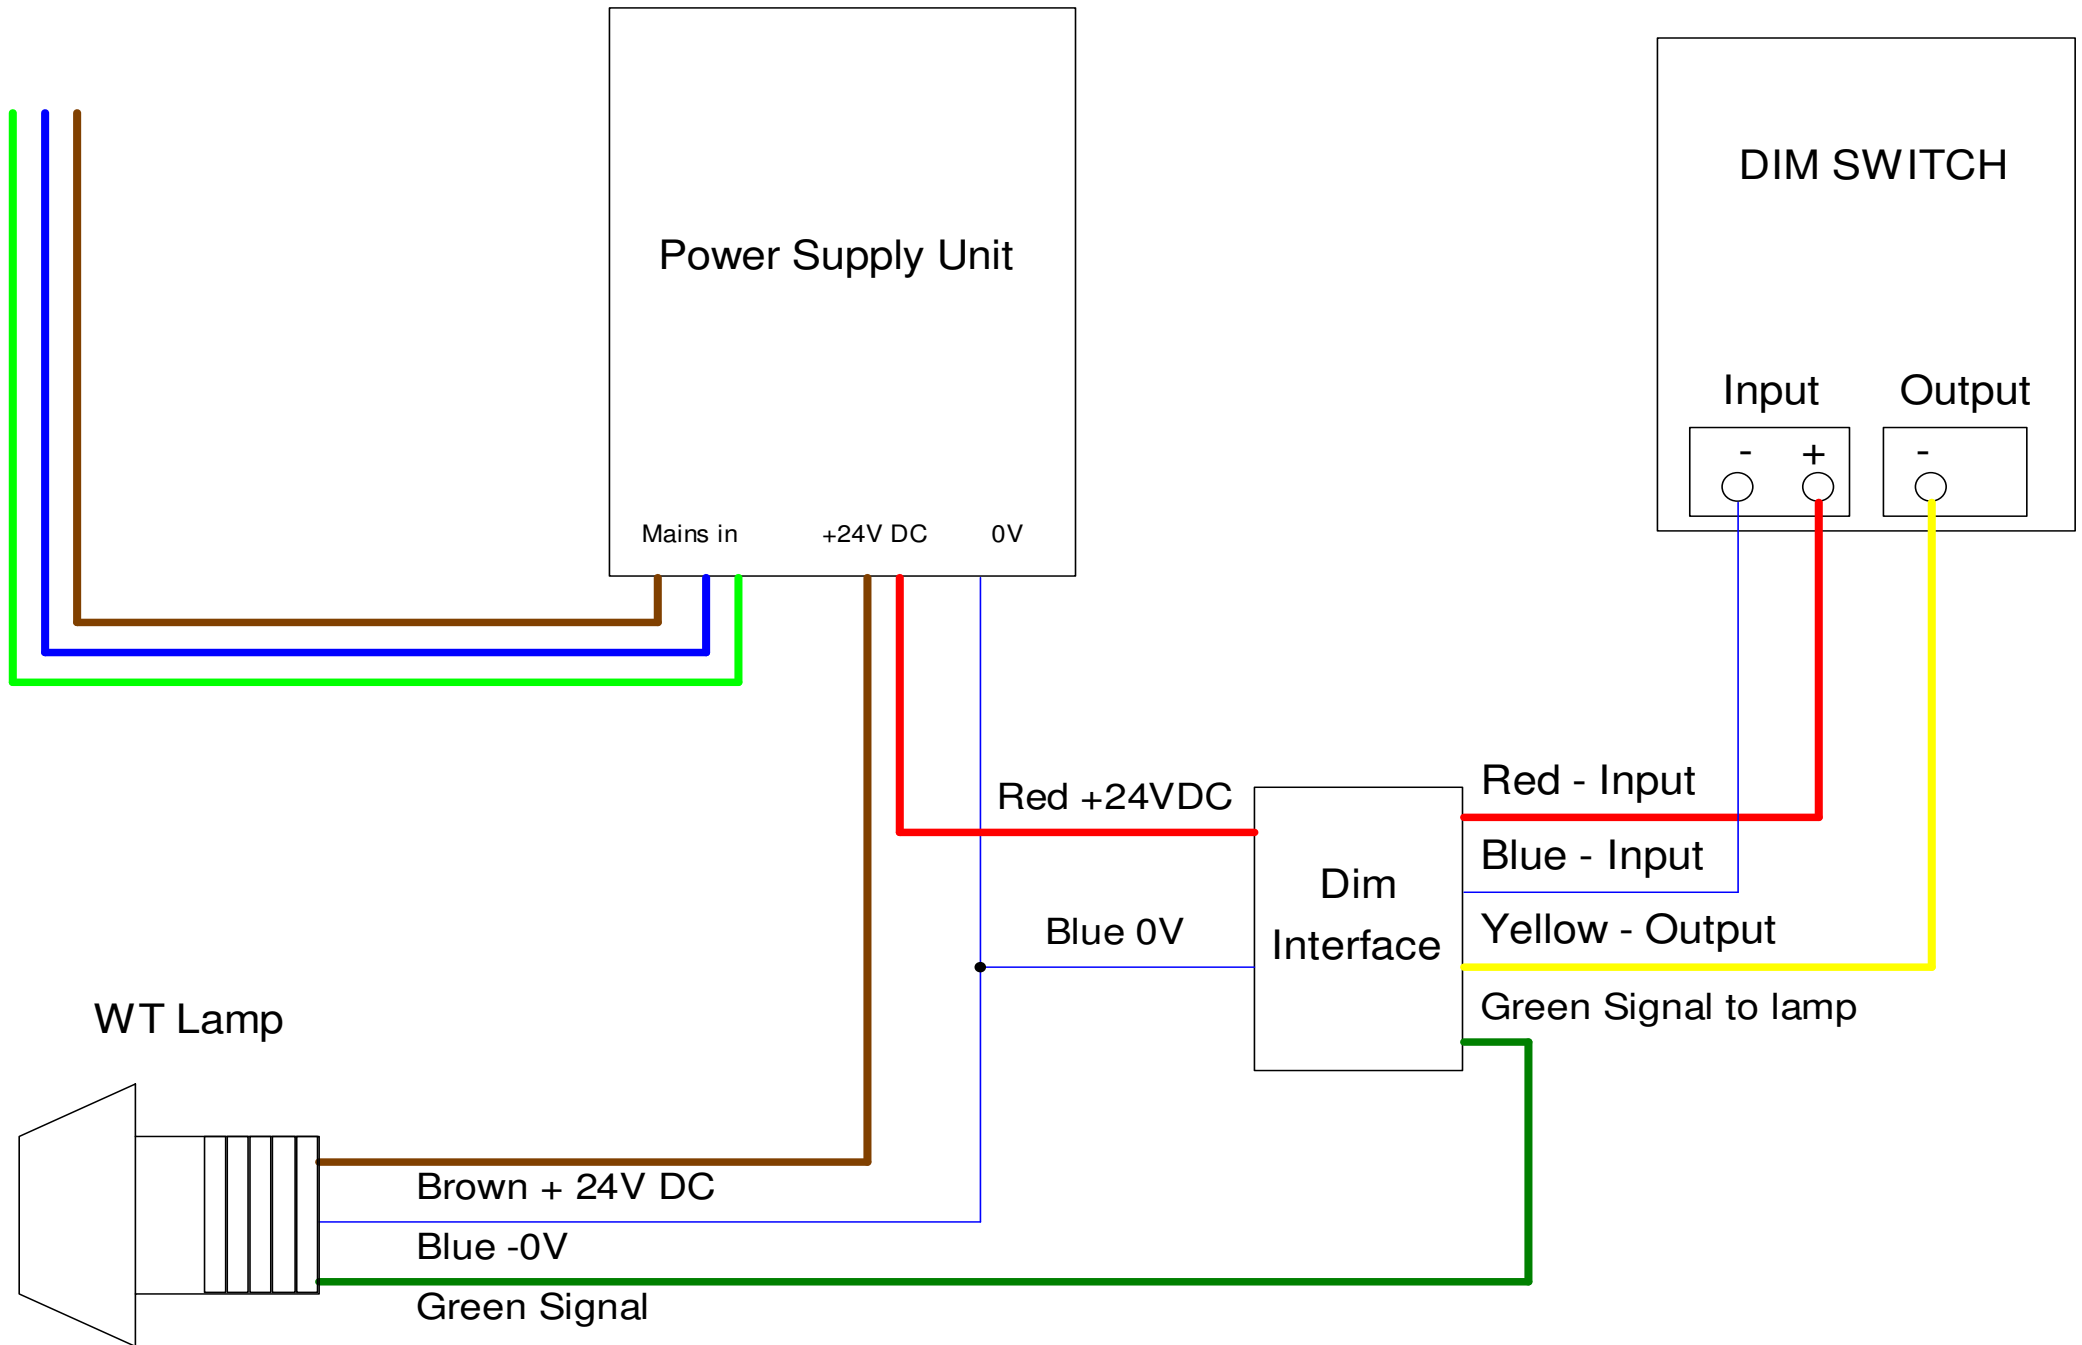 Power Supply Unit
Mains in
+24V DC
0V
DIM SWITCH
Input
Output
-
+
-
Red +24VDC
Blue 0V
Dim
Interface
Red - Input
Blue - Input
Yellow - Output
Green Signal to lamp
WT Lamp
Brown + 24V DC
Blue -0V
Green Signal